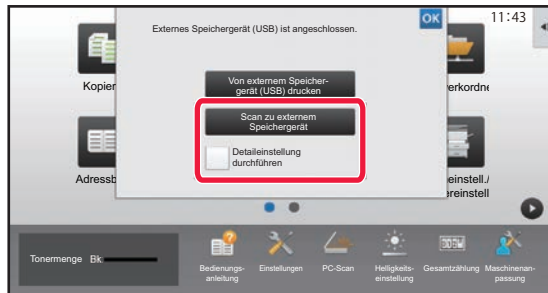 11:43
Externes Speichergerät (USB) ist angeschlossen.
OK
Von externem Speicher-
gerät (USB) drucken
Scan zu externem
Speichergerät
Detaileinstellung
durchführen
Kopier
erkordne
Adressb
einstell./
ereinstell
Tonermenge Bk
Bedienungs-
anleitung
Einstellungen
PC-Scan
Helligkeits-
einstellung
Gesamtzählung
Maschinenan-
passung